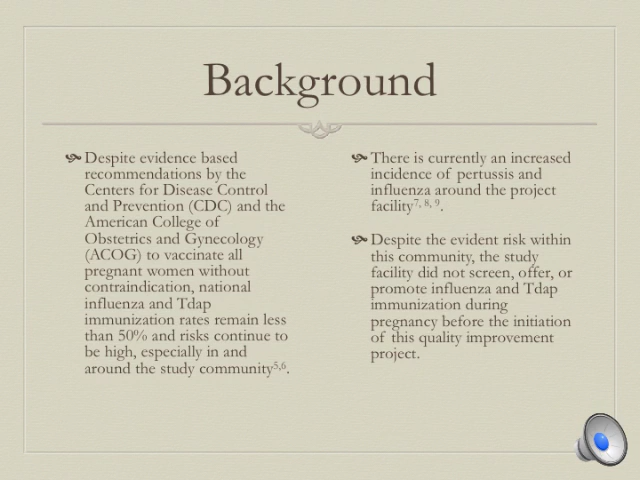 Background
Despite evidence based
recommendations by the
Centers for Disease Control
and Prevention (CDC) and the
American College of
Obstetrics and Gynecology
(ACOG) to vaccinate all
pregnant women without
contraindication, national
influenza and Tdap
immunization rates remain less
than 50% and risks continue to
be high, especially in and
around the study community5,6.
There is currently an increased
incidence of pertussis and
influenza around the project
facility7, 8, 9.
Despite the evident risk within
this community, the study
facility did not screen, offer, or
promote influenza and Tdap
immunization during
pregnancy before the initiation
of this quality improvement
project.